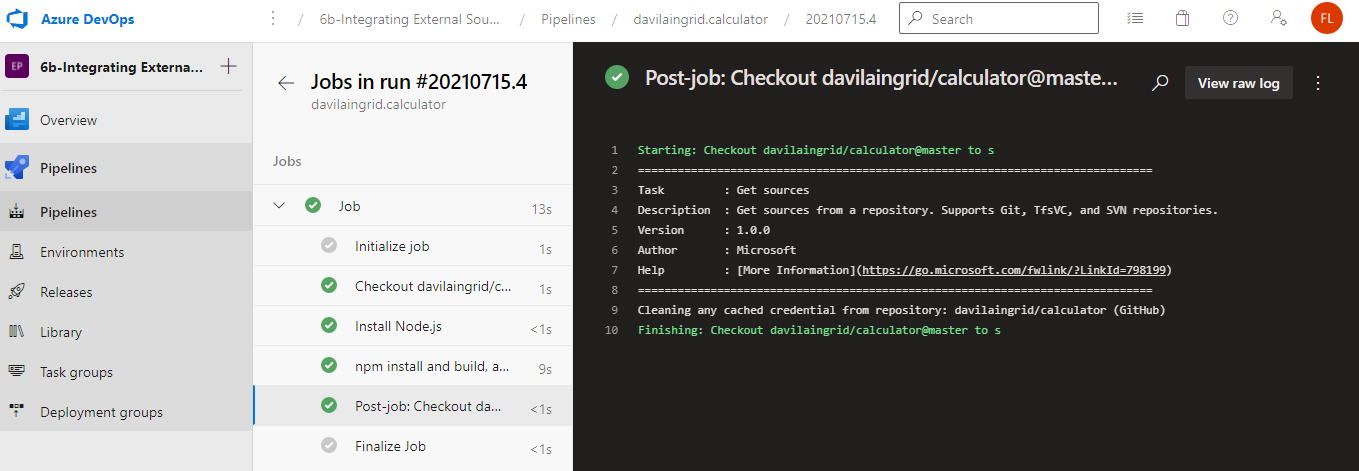 Azure DevOps
/ 6b-Integrating External Sou... / Pipelines / davilaingrid.calculator / 20210715.4
Search
FL
EP 6b-Integrating Externa... +
Overview
Pipelines
Pipelines
Environments
Releases
Library
Task groups
Deployment groups
Jobs in run #20210715.4
davilaingrid.calculator
Jobs
Job 13s
Initialize job 1s
Checkout davilaingrid/c... 1s
Install Node.js <1s
npm install and build, a... 9s
Post-job: Checkout da... <1s
Finalize Job <1s
Post-job: Checkout davilaingrid/calculator@maste...
View raw log
1 Starting: Checkout davilaingrid/calculator@master to s
2 ==============================================================================
3 Task : Get sources
4 Description : Get sources from a repository. Supports Git, TfsVC, and SVN repositories.
5 Version : 1.0.0
6 Author : Microsoft
7 Help : [More Information](https://go.microsoft.com/fwlink/?LinkId=798199)
8 ==============================================================================
9 Cleaning any cached credential from repository: davilaingrid/calculator (GitHub)
10 Finishing: Checkout davilaingrid/calculator@master to s